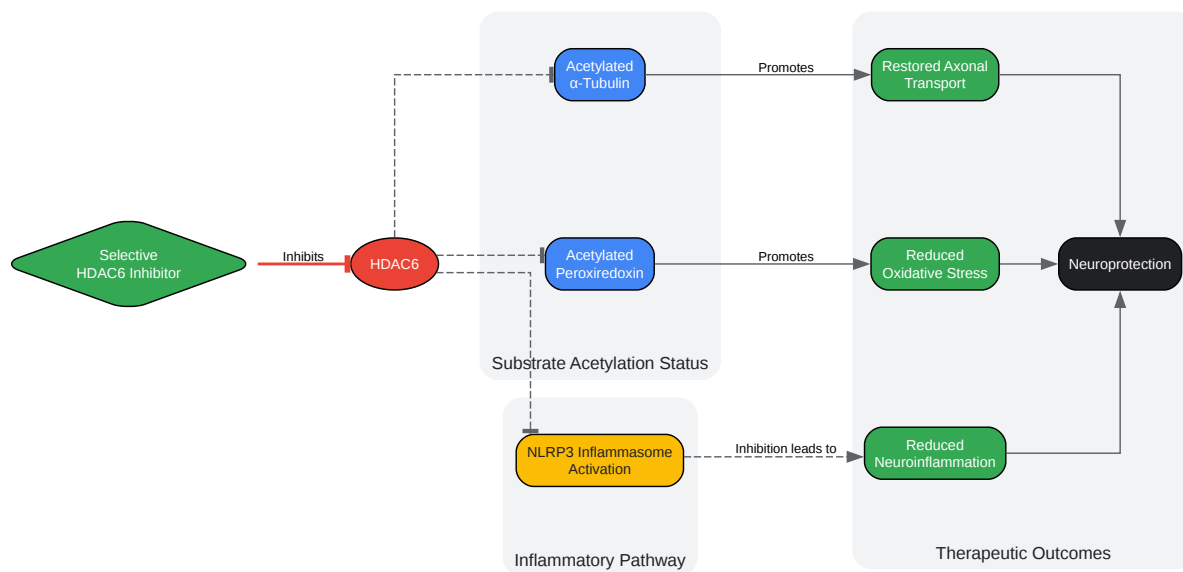 Acetylated
α-Tubulin
Promotes
Restored Axonal
Transport
Selective
HDAC6 Inhibitor
Inhibits
HDAC6
Acetylated
Peroxiredoxin
Promotes
Reduced
Oxidative Stress
Neuroprotection
Substrate Acetylation Status
NLRP3 Inflammasome
Activation
Inhibition leads to
Reduced
Neuroinflammation
Inflammatory Pathway
Therapeutic Outcomes